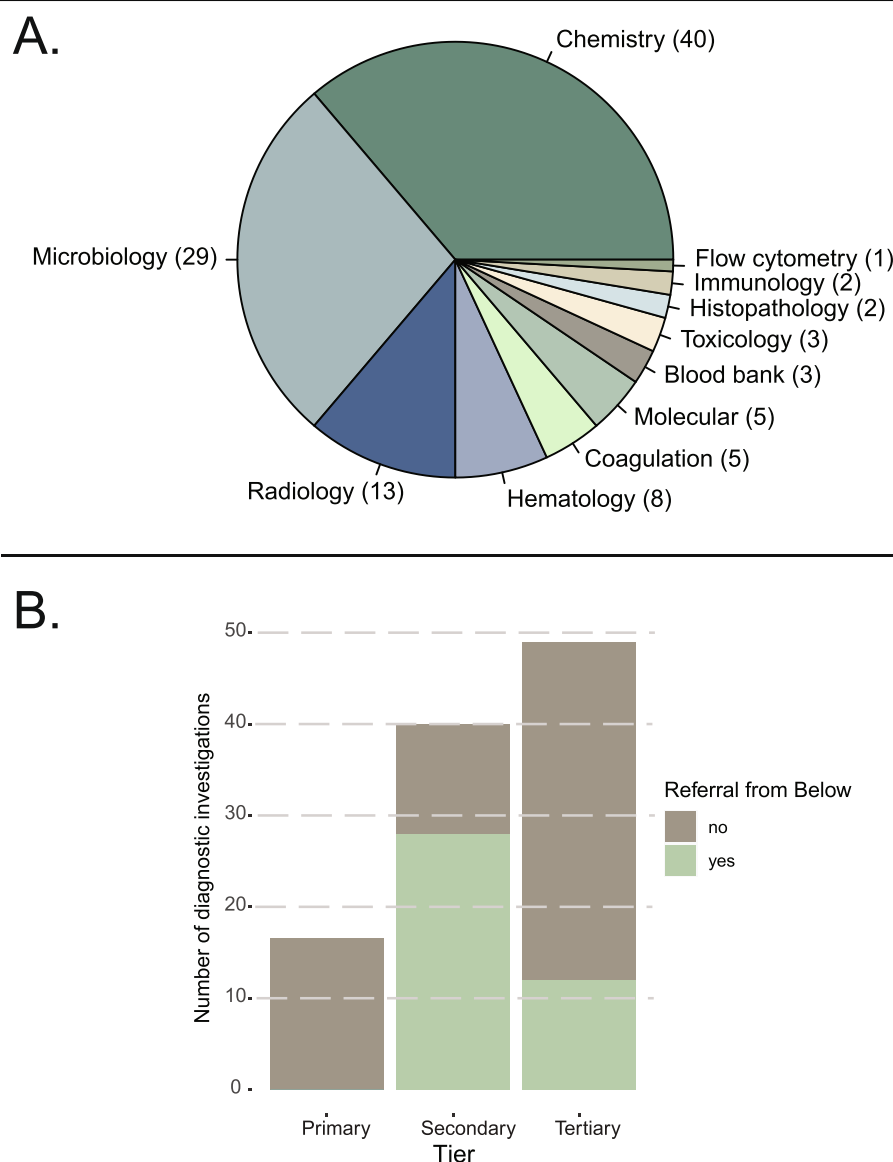 A.
Chemistry (40)
Microbiology (29)
Flow cytometry (1)
Immunology (2)
Histopathology (2)
Toxicology (3)
Blood bank (3)
Molecular (5)
Coagulation (5)
Radiology (13)
Hematology (8)
B.
Number of diagnostic investigations
50
40
30
20
10
0
Primary
Secondary
Tertiary
Tier
Referral from Below
no
yes